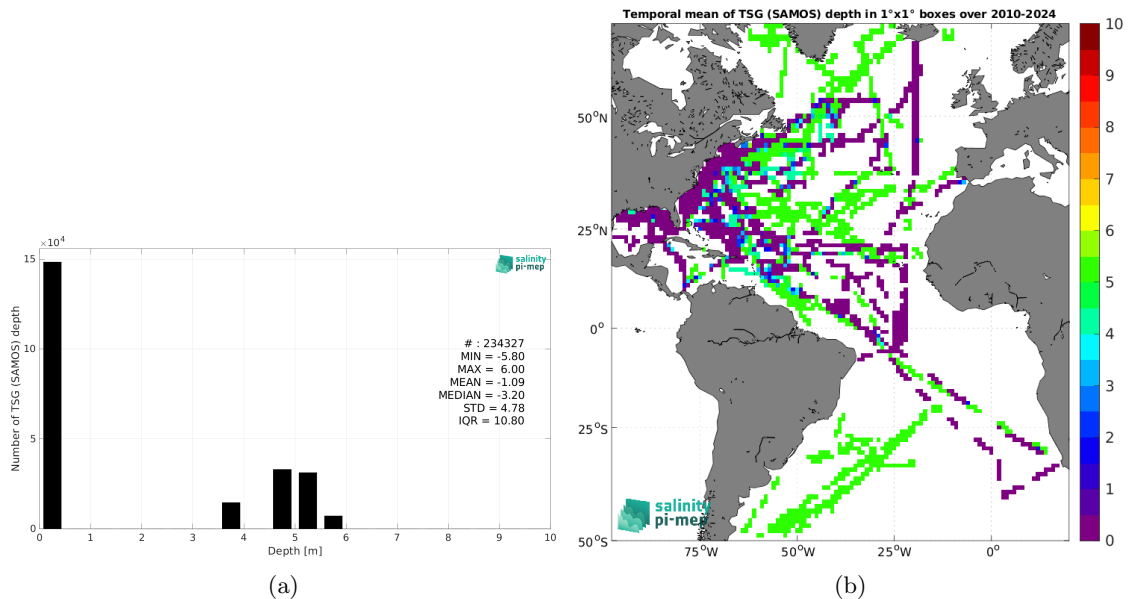 ×10⁴
15
10
5
0
Number of TSG (SAMOS) depth
salinity
pi-mep
# : 234327
MIN = -5.80
MAX = 6.00
MEAN = -1.09
MEDIAN = -3.20
STD = 4.78
IQR = 10.80
0 1 2 3 4 5 6 7 8 9 10
Depth [m]
(a)
Temporal mean of TSG (SAMOS) depth in 1°x1° boxes over 2010-2024
50°N
25°N
0°
25°S
50°S
salinity
pi-mep
75°W 50°W 25°W 0°
10
9
8
7
6
5
4
3
2
1
0
(b)